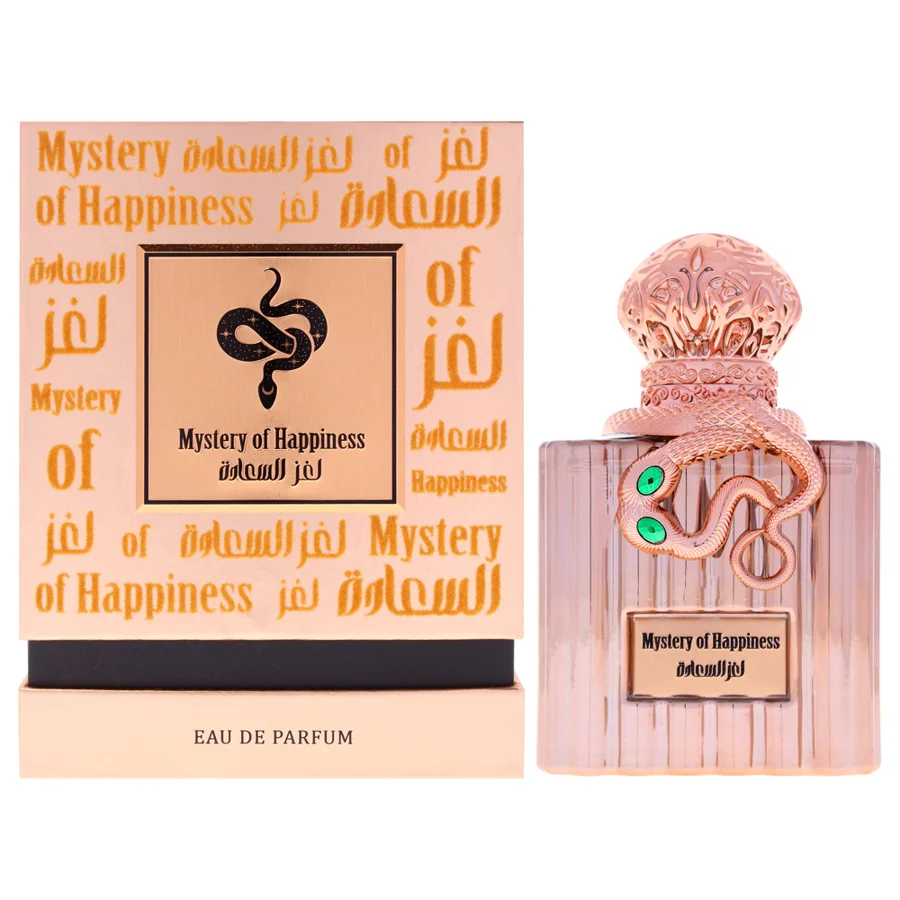 Mystery لغز السعادة of لغز
of Happiness لغز السعادة
السعادة
of
لغز
لغز
Mystery
of
السعادة
Happiness
Mystery of Happiness
لغز السعادة
لغز of لغز السعادة Mystery
of Happiness لغز السعادة
EAU DE PARFUM
Mystery of Happiness
لغز السعادة